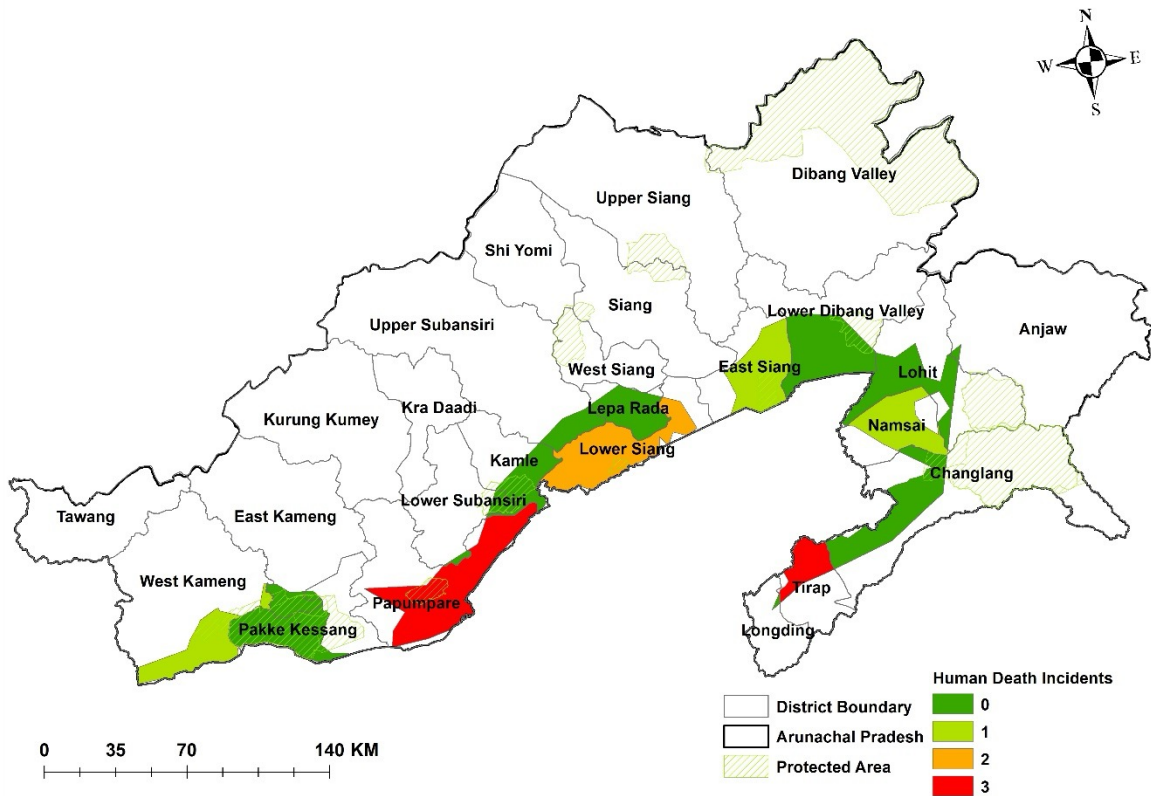 N
W E
S
Dibang Valley
Upper Siang
Shi Yomi
Siang
Lower Dibang Valley
Anjaw
Upper Subansiri
West Siang
East Siang
Lohit
Kra Daadi
Lepa Rada
Kurung Kumey
Namsai
Lower Siang
Kamle
Changlang
Lower Subansiri
Tawang
East Kameng
West Kameng
Tirap
Papumpare
Pakke Kessang
Longding
Human Death Incidents
District Boundary
Arunachal Pradesh
Protected Area
0
1
2
3
0 35 70 140 KM